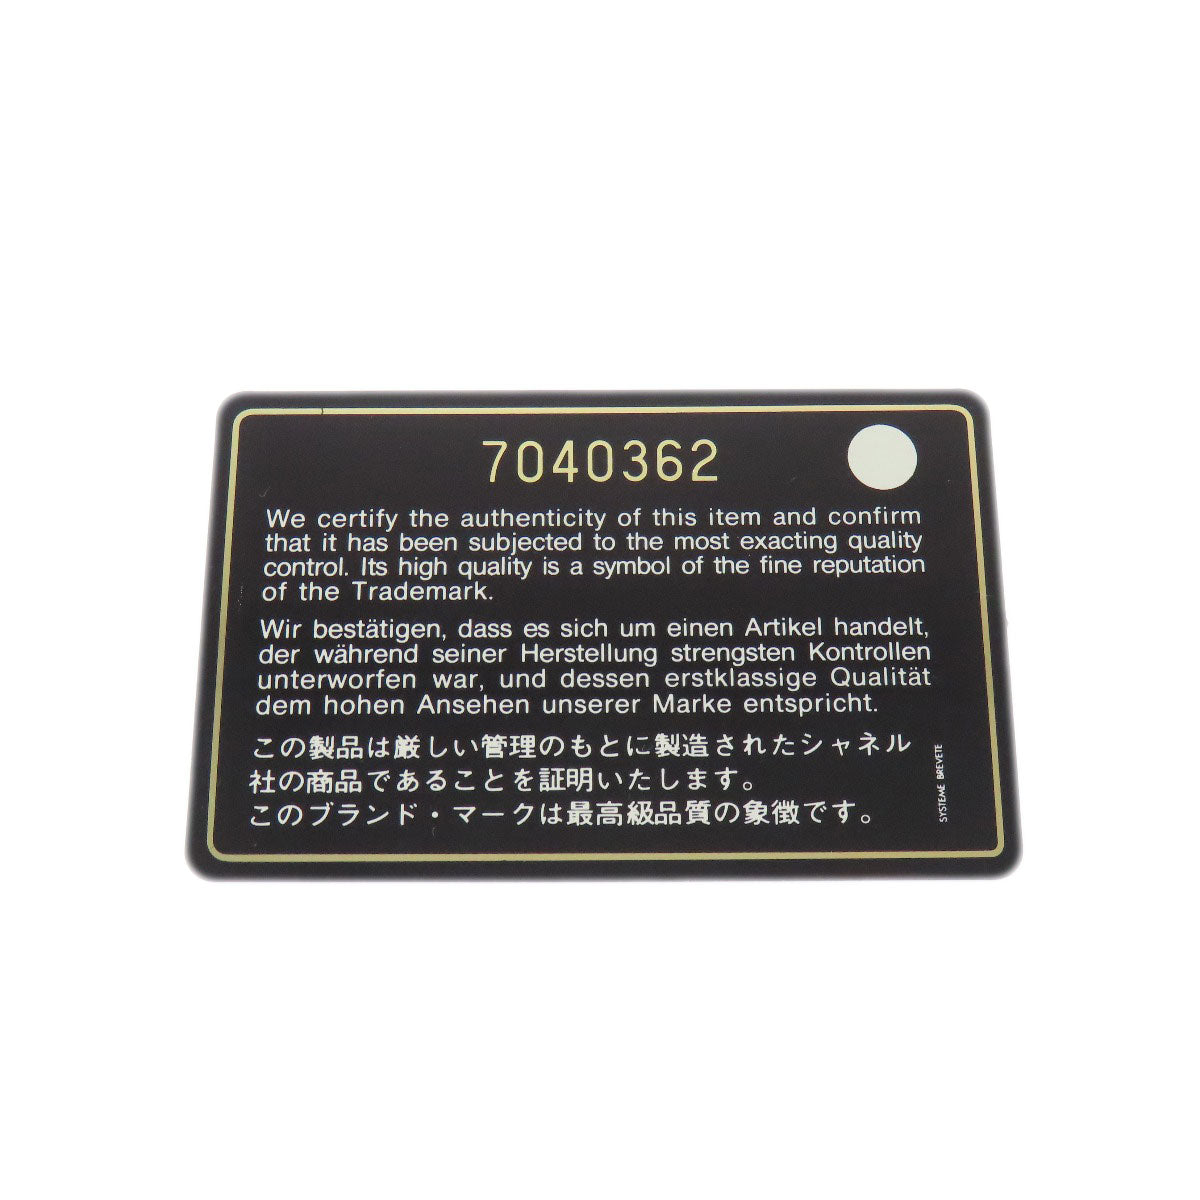 7040362
We certify the authenticity of this item and confirm
that it has been subjected to the most exacting quality
control. Its high quality is a symbol of the fine reputation
of the Trademark.
Wir bestätigen, dass es sich um einen Artikel handelt,
der während seiner Herstellung strengsten Kontrollen
unterworfen war, und dessen erstklassige Qualität
dem hohen Ansehen unserer Marke entspricht.
この製品は厳しい管理のもとに製造されたシャネル
社の商品であることを証明いたします。
このブランド・マークは最高級品質の象徴です。
SYSTEME BREVETE